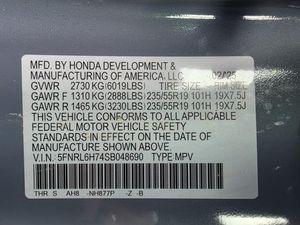 MFD. BY HONDA DEVELOPMENT &
MANUFACTURING OF AMERICA, LLC 02/25
GVWR 2730 KG (6019LBS) TIRE SIZE RIM SIZE
GAWR F 1310 KG (2888LBS) 235/55R19 101H 19X7.5J
GAWR R 1465 KG (3230LBS) 235/55R19 101H 19X7.5J
THIS VEHICLE CONFORMS TO ALL APPLICABLE
FEDERAL MOTOR VEHICLE SAFETY AND THEFT PREVENTION
STANDARDS IN EFFECT ON THE DATE OF MANUFACTURE SHOWN ABOVE.
V.I.N.: 5FNRL6H74SB048690 TYPE MPV
THR S AH8 -NH877P -Z -B